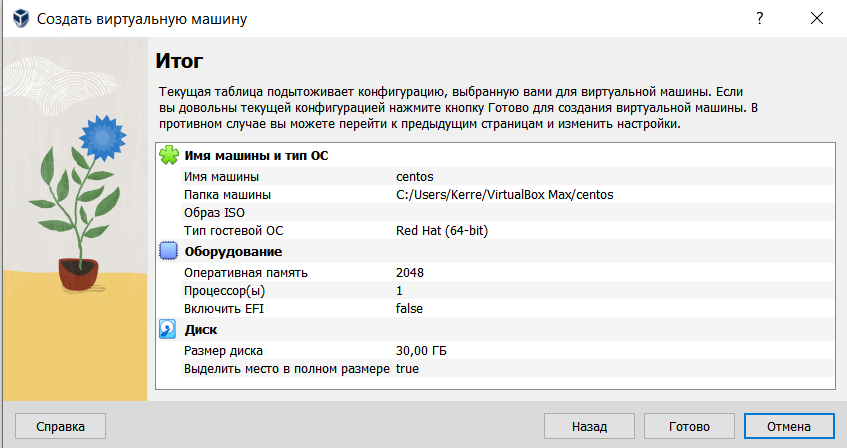 Создать виртуальную машину
?
Итог
Текущая таблица подытоживает конфигурацию, выбранную вами для виртуальной машины. Если
вы довольны текущей конфигурацией нажмите кнопку Готово для создания виртуальной машины. В
противном случае вы можете перейти к предыдущим страницам и изменить настройки.
Имя машины и тип ОС
Имя машины centos
Папка машины C:/Users/Kerre/VirtualBox Max/centos
Образ ISO
Тип гостевой ОС Red Hat (64-bit)
Оборудование
Оперативная память 2048
Процессор(ы) 1
Включить EFI false
Диск
Размер диска 30,00 ГБ
Выделить место в полном размере true
Справка Назад Готово Отмена